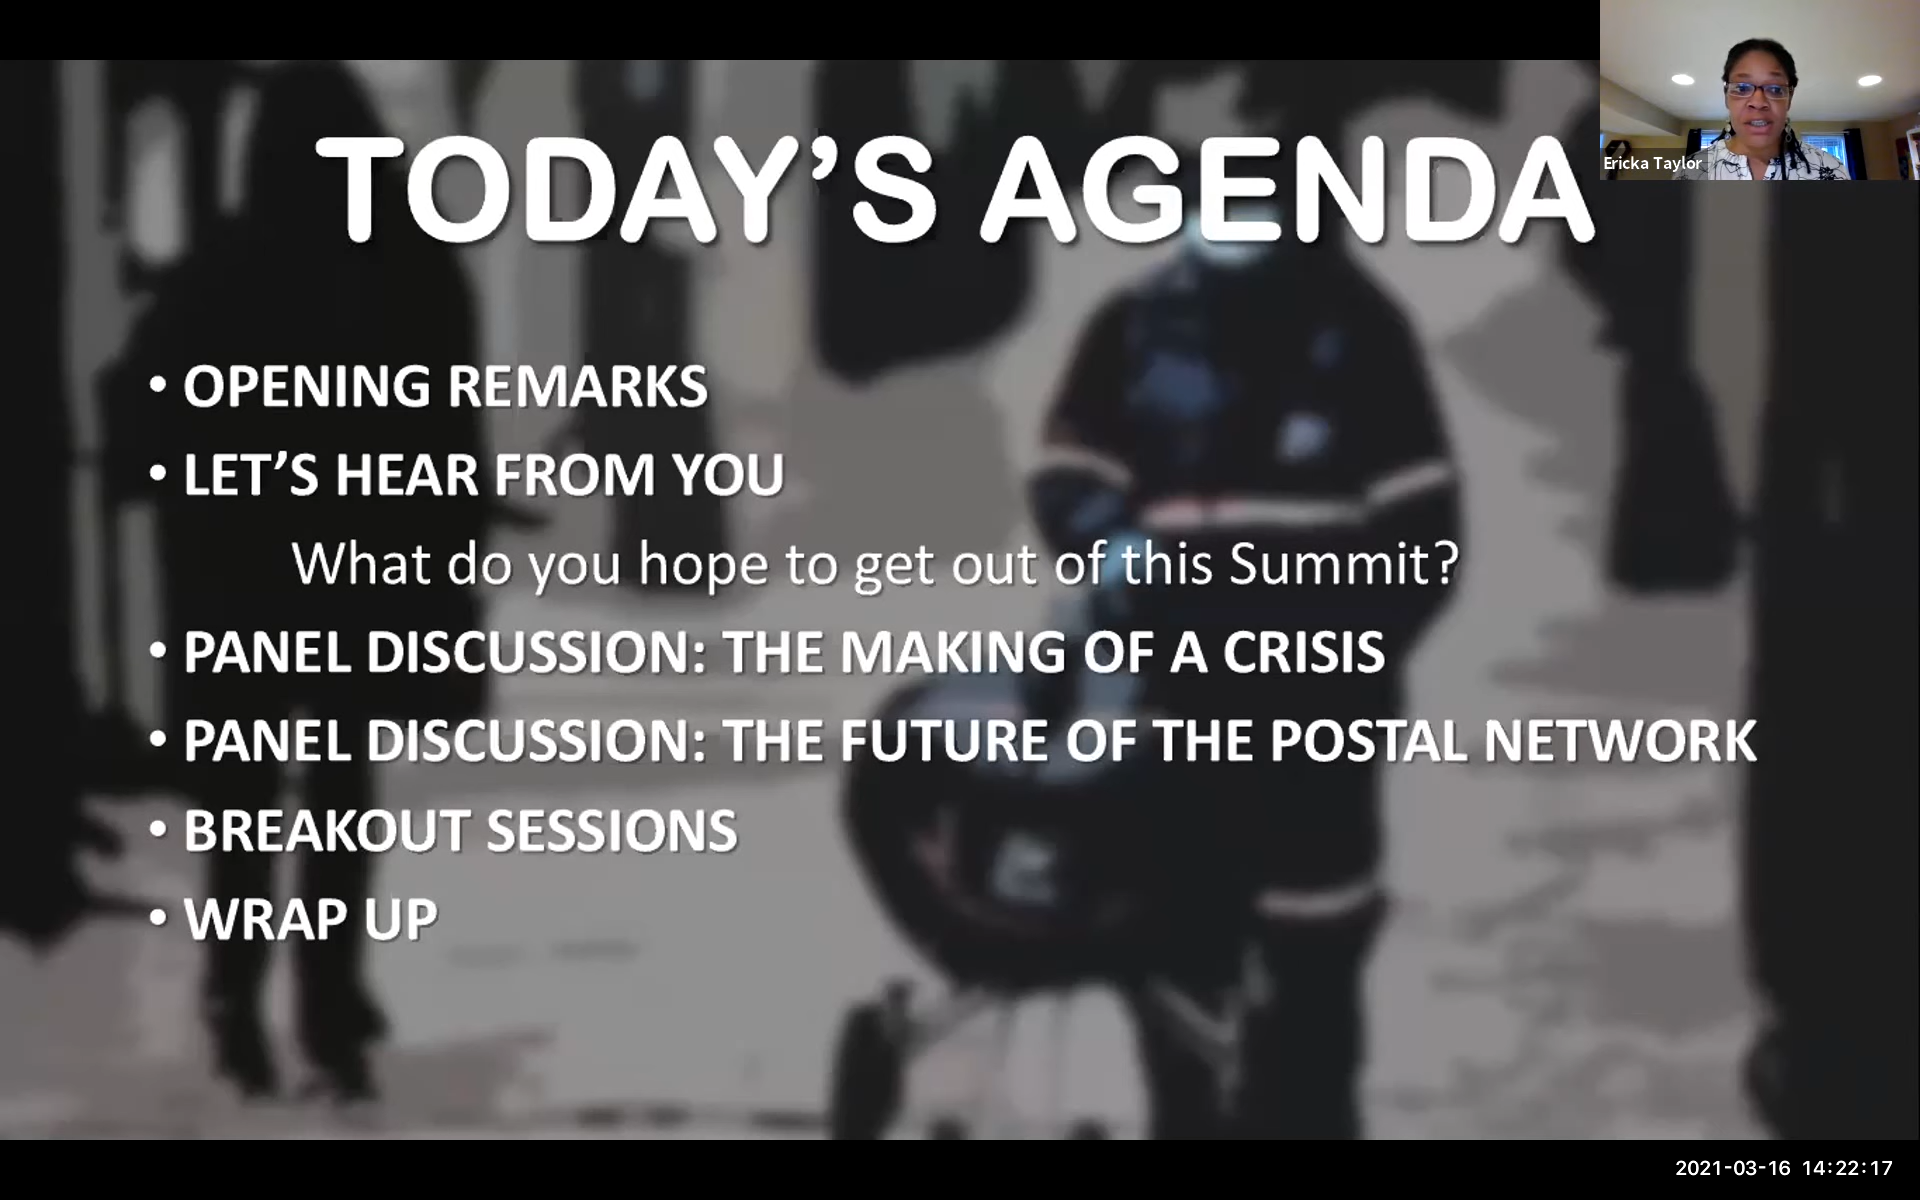 TODAY’S AGENDA
Ericka Taylor
• OPENING REMARKS
• LET’S HEAR FROM YOU
What do you hope to get out of this Summit?
• PANEL DISCUSSION: THE MAKING OF A CRISIS
• PANEL DISCUSSION: THE FUTURE OF THE POSTAL NETWORK
• BREAKOUT SESSIONS
• WRAP UP
2021-03-16 14:22:17